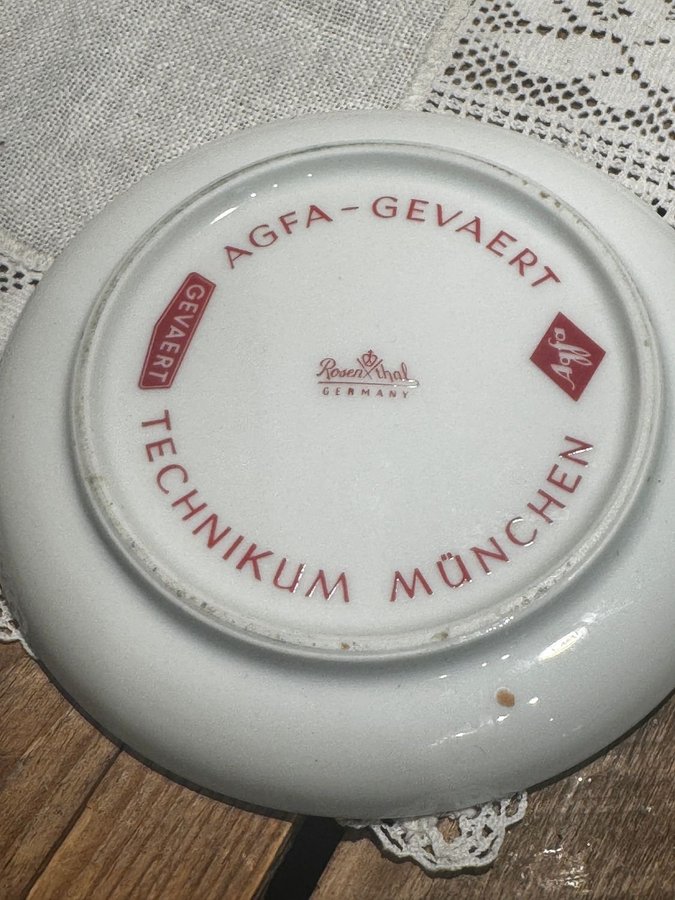 AGFA-GEVAERT
GEVAERT
Agfa
Rosenthal
GERMANY
TECHNIKUM MÜNCHEN